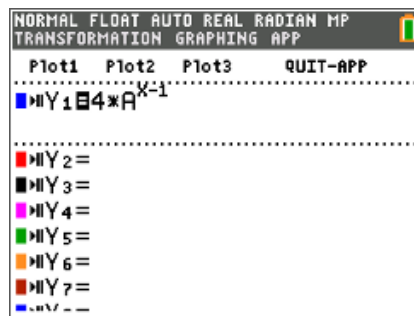 NORMAL FLOAT AUTO REAL RADIAN MP
TRANSFORMATION GRAPHING APP
Plot1 Plot2 Plot3 QUIT-APP
Y₁=4*A^(X-1)
Y₂=
Y₃=
Y₄=
Y₅=
Y₆=
Y₇=